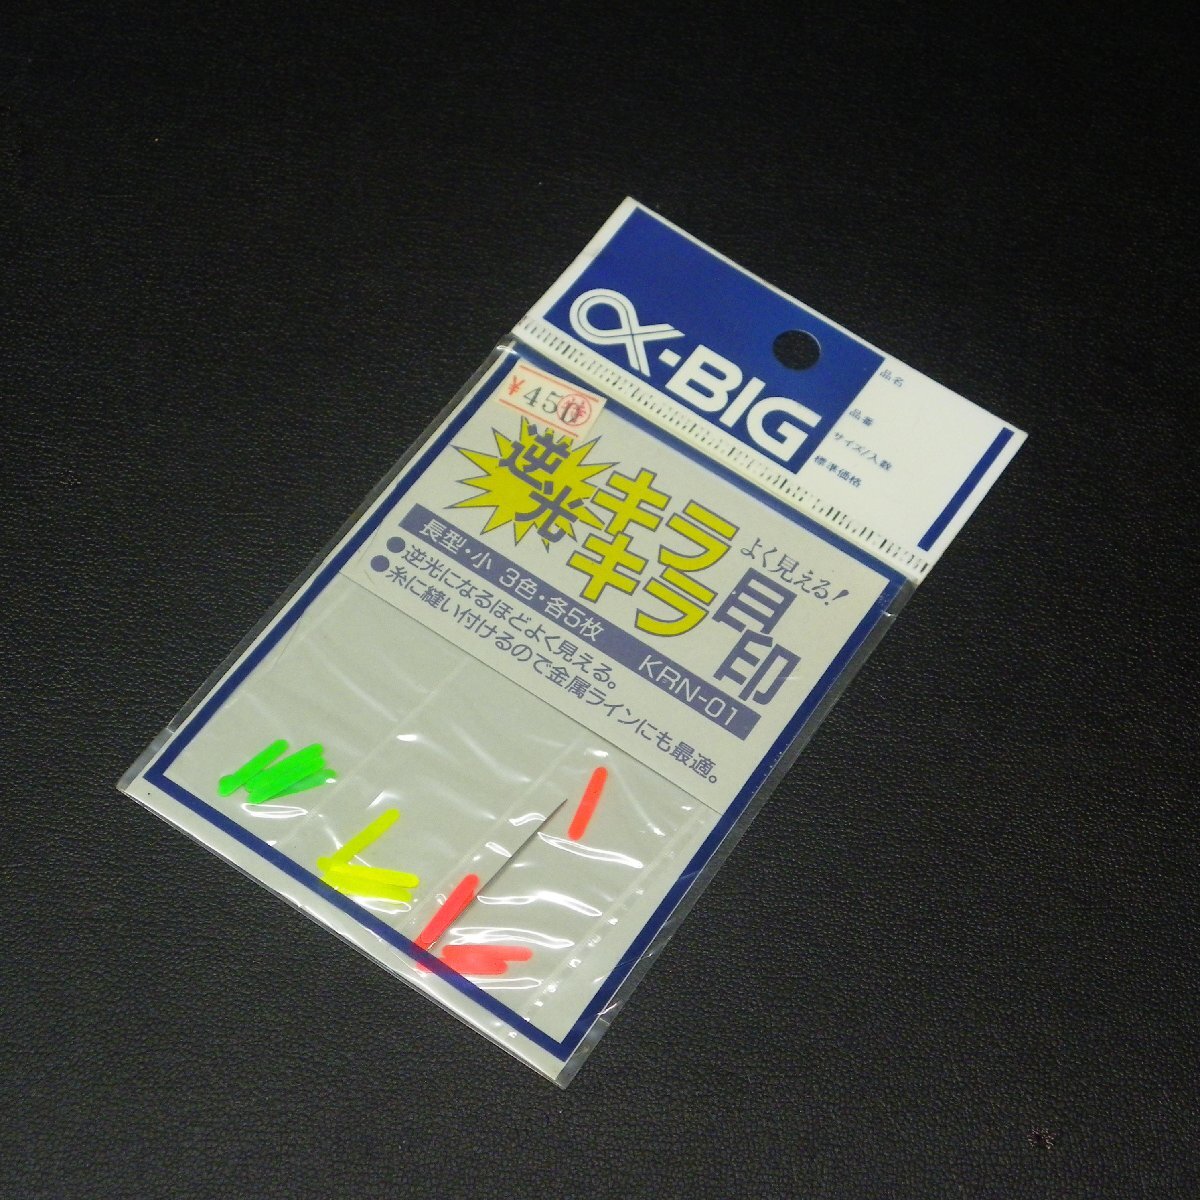 α-BIG
品名
品番
サイズ/入数
標準価格
¥450
逆光
キラ
キラ
よく見える!
目印
長型・小 3色・各5枚 KRN-01
●逆光になるほどよく見える。
●糸に縫い付けるので金属ラインにも最適。